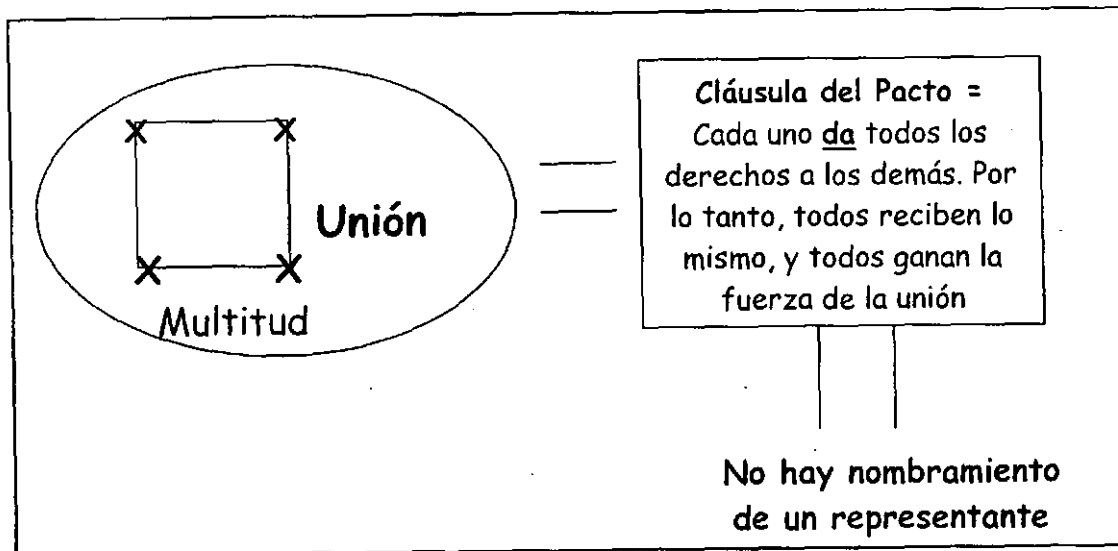 Unión
Multitud
Cláusula del Pacto =
Cada uno da todos los
derechos a los demás. Por
lo tanto, todos reciben lo
mismo, y todos ganan la
fuerza de la unión
No hay nombramiento
de un representante